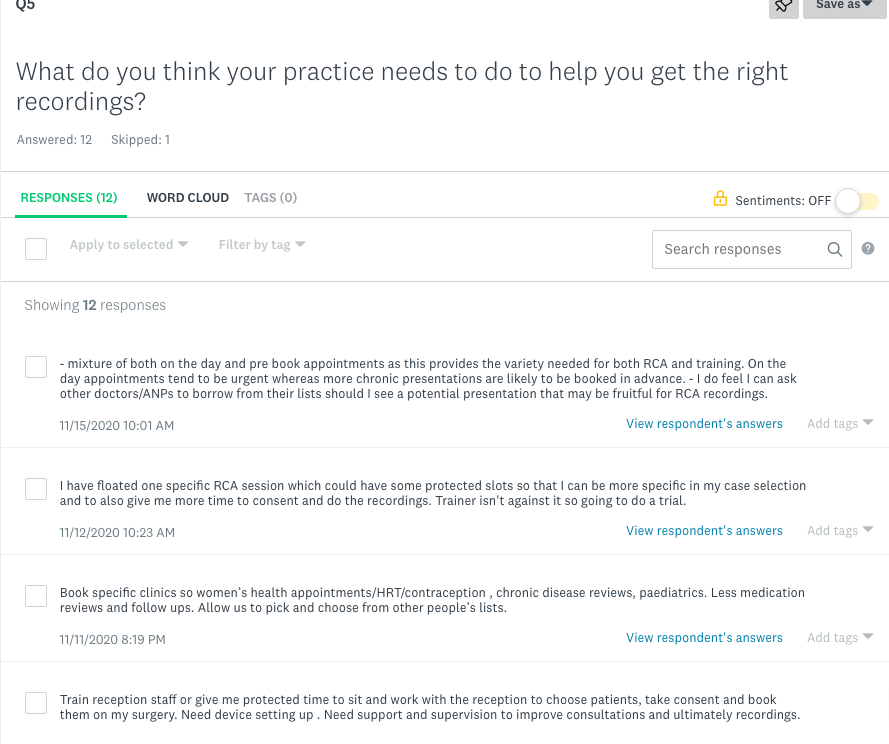 Q5
Save as
What do you think your practice needs to do to help you get the right
recordings?
Answered: 12 Skipped: 1
RESPONSES (12) WORD CLOUD TAGS (0) Sentiments: OFF
Apply to selected Filter by tag Search responses ?
Showing 12 responses
- mixture of both on the day and pre book appointments as this provides the variety needed for both RCA and training. On the
day appointments tend to be urgent whereas more chronic presentations are likely to be booked in advance. - I do feel I can ask
other doctors/ANPs to borrow from their lists should I see a potential presentation that may be fruitful for RCA recordings.
11/15/2020 10:01 AM View respondent's answers Add tags
I have floated one specific RCA session which could have some protected slots so that I can be more specific in my case selection
and to also give me more time to consent and do the recordings. Trainer isn't against it so going to do a trial.
11/12/2020 10:23 AM View respondent's answers Add tags
Book specific clinics so women's health appointments/HRT/contraception , chronic disease reviews, paediatrics. Less medication
reviews and follow ups. Allow us to pick and choose from other people's lists.
11/11/2020 8:19 PM View respondent's answers Add tags
Train reception staff or give me protected time to sit and work with the reception to choose patients, take consent and book
them on my surgery. Need device setting up . Need support and supervision to improve consultations and ultimately recordings.